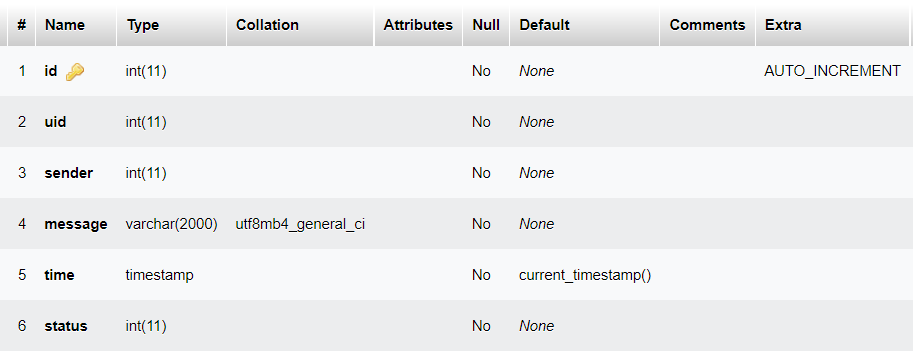 # Name Type Collation Attributes Null Default Comments Extra
1 id int(11) No None AUTO_INCREMENT
2 uid int(11) No None
3 sender int(11) No None
4 message varchar(2000) utf8mb4_general_ci No None
5 time timestamp No current_timestamp()
6 status int(11) No None